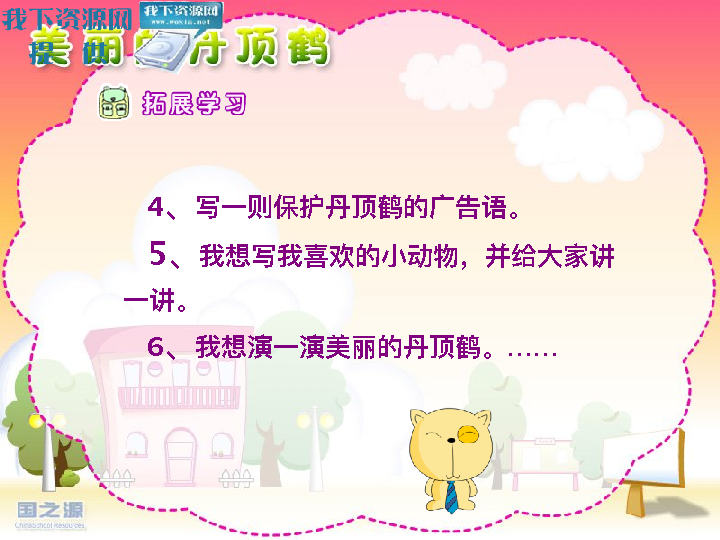 我下资源网
我下资源网
www.woxia.net
美丽的丹顶鹤
拓展学习
4、写一则保护丹顶鹤的广告语。
5、我想写我喜欢的小动物，并给大家讲
一讲。
6、我想演一演美丽的丹顶鹤。……
国之源
China School Resources